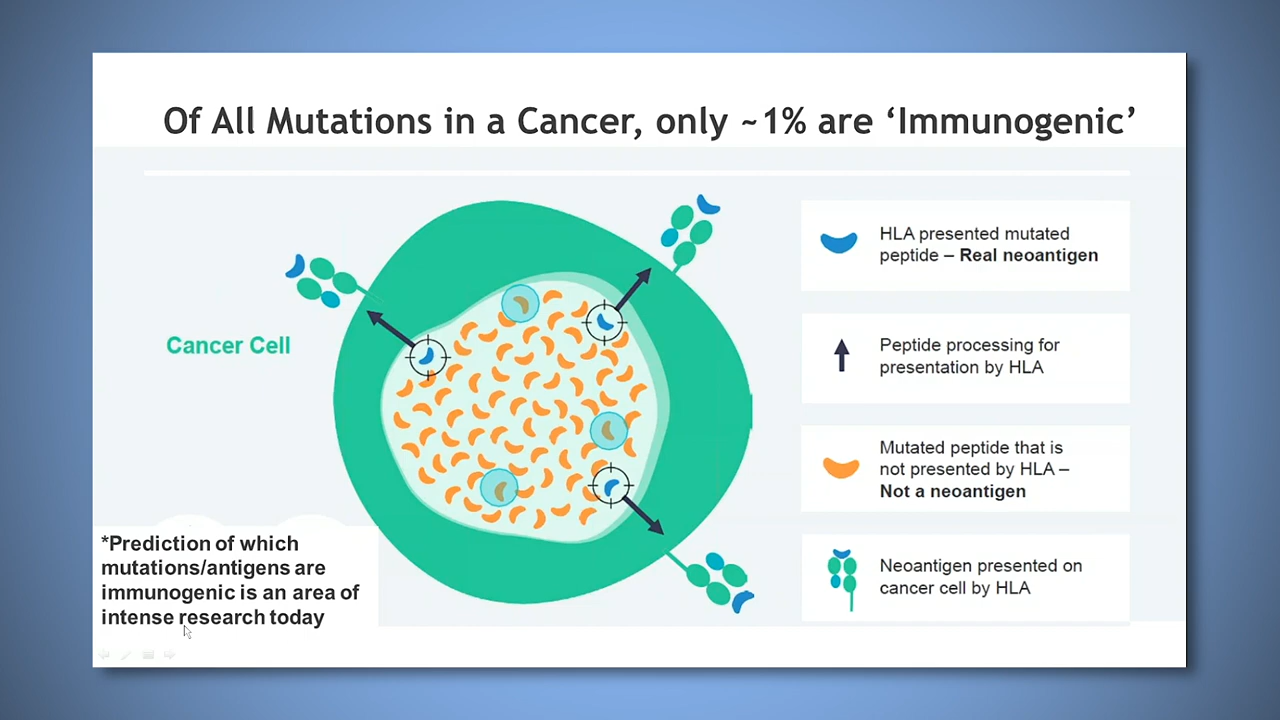 Of All Mutations in a Cancer, only ~1% are ‘Immunogenic’
Cancer Cell
HLA presented mutated
peptide – Real neoantigen
Peptide processing for
presentation by HLA
Mutated peptide that is
not presented by HLA –
Not a neoantigen
Neoantigen presented on
cancer cell by HLA
*Prediction of which
mutations/antigens are
immunogenic is an area of
intense research today